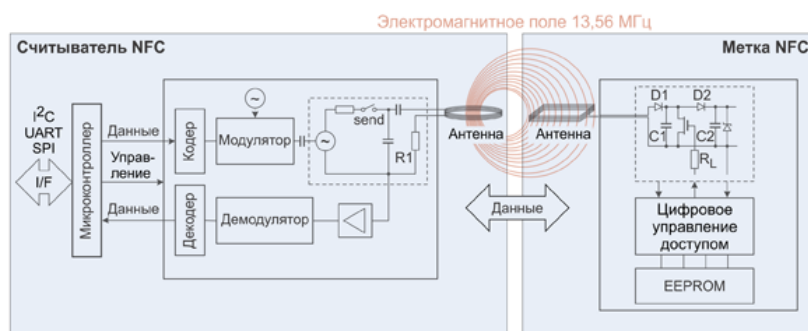 Электромагнитное поле 13,56 МГц
Считыватель NFC
I²C
UART
SPI
I/F
Микроконтроллер
Данные
Управ-
ление
Данные
Кодер
Модулятор
send
R1
Декодер
Демодулятор
Антенна
Антенна
Данные
Метка NFC
D1
D2
C1
C2
RL
Цифровое
управление
доступом
EEPROM